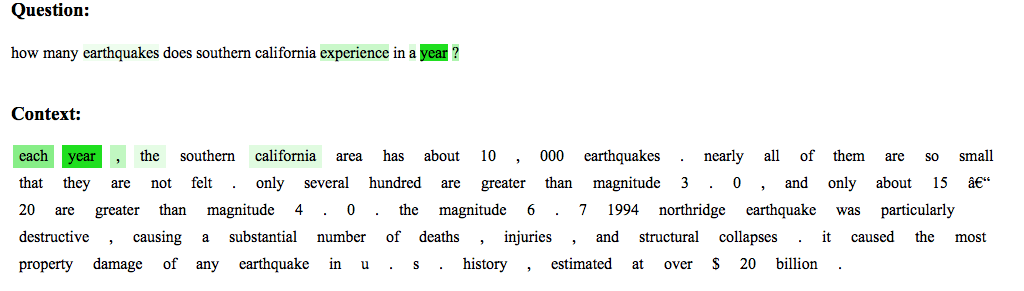 Question:
how many earthquakes does southern california experience in a year ?
Context:
each year , the southern california area has about 10 , 000 earthquakes . nearly all of them are so small
that they are not felt . only several hundred are greater than magnitude 3 . 0 , and only about 15 â€“
20 are greater than magnitude 4 . 0 . the magnitude 6 . 7 1994 northridge earthquake was particularly
destructive , causing a substantial number of deaths , injuries , and structural collapses . it caused the most
property damage of any earthquake in u . s . history , estimated at over $ 20 billion .